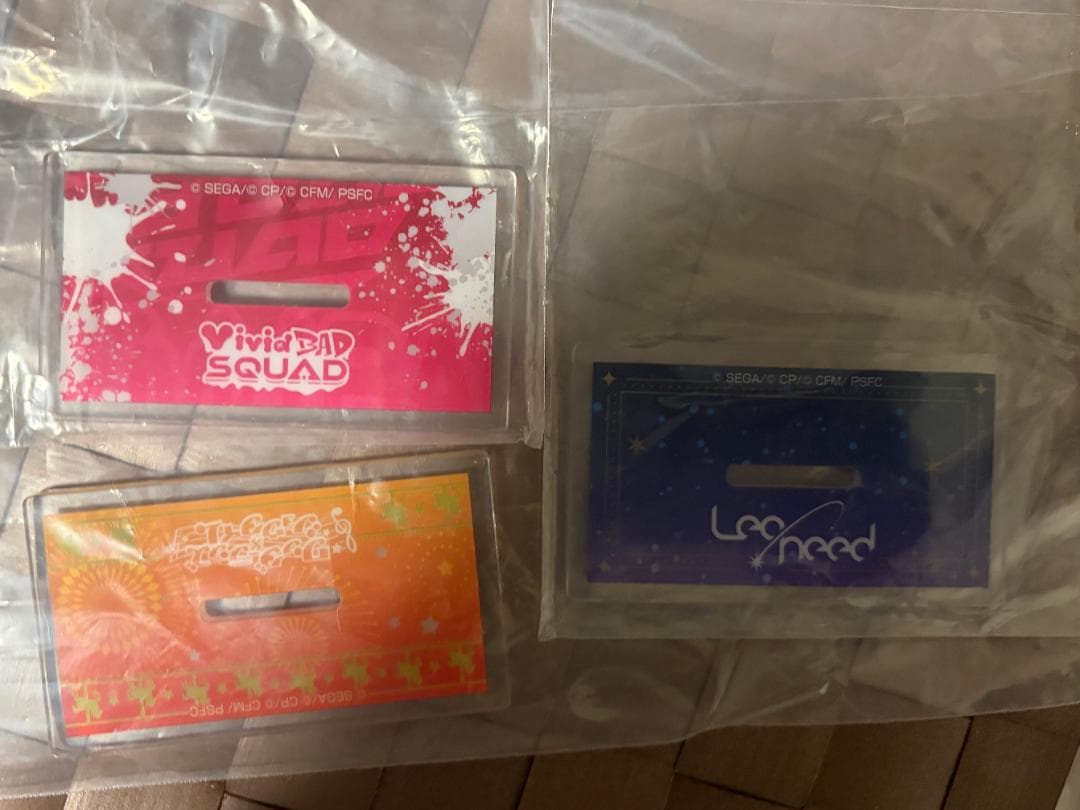 © SEGA/© CP/© CFM/ PSFC
Vivid BAD
SQUAD
© SEGA/© CP/© CFM/ PSFC
Leo/need
© SEGA/© CP/© CFM/ PSFC